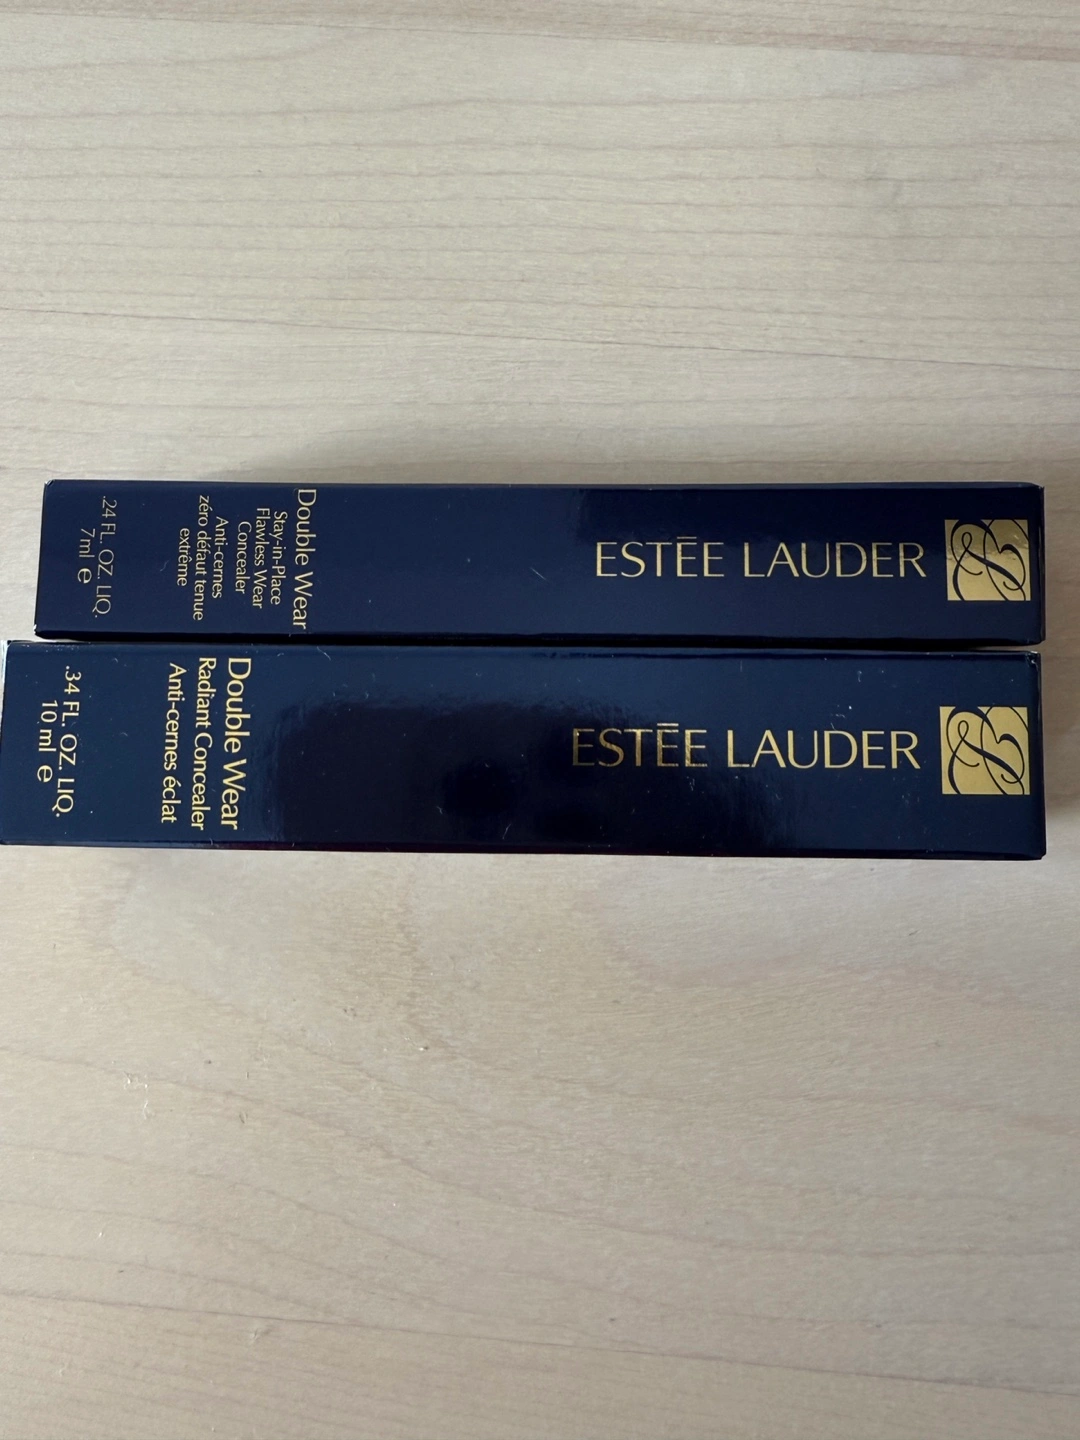 ESTĒE LAUDER
Double Wear
Stay-in-Place
Flawless Wear
Concealer
Anti-cernes
zéro défaut tenue
extrême
.24 FL. OZ. LIQ.
7ml e
ESTĒE LAUDER
Double Wear
Radiant Concealer
Anti-cernes éclat
.34 FL. OZ. LIQ.
10 ml e